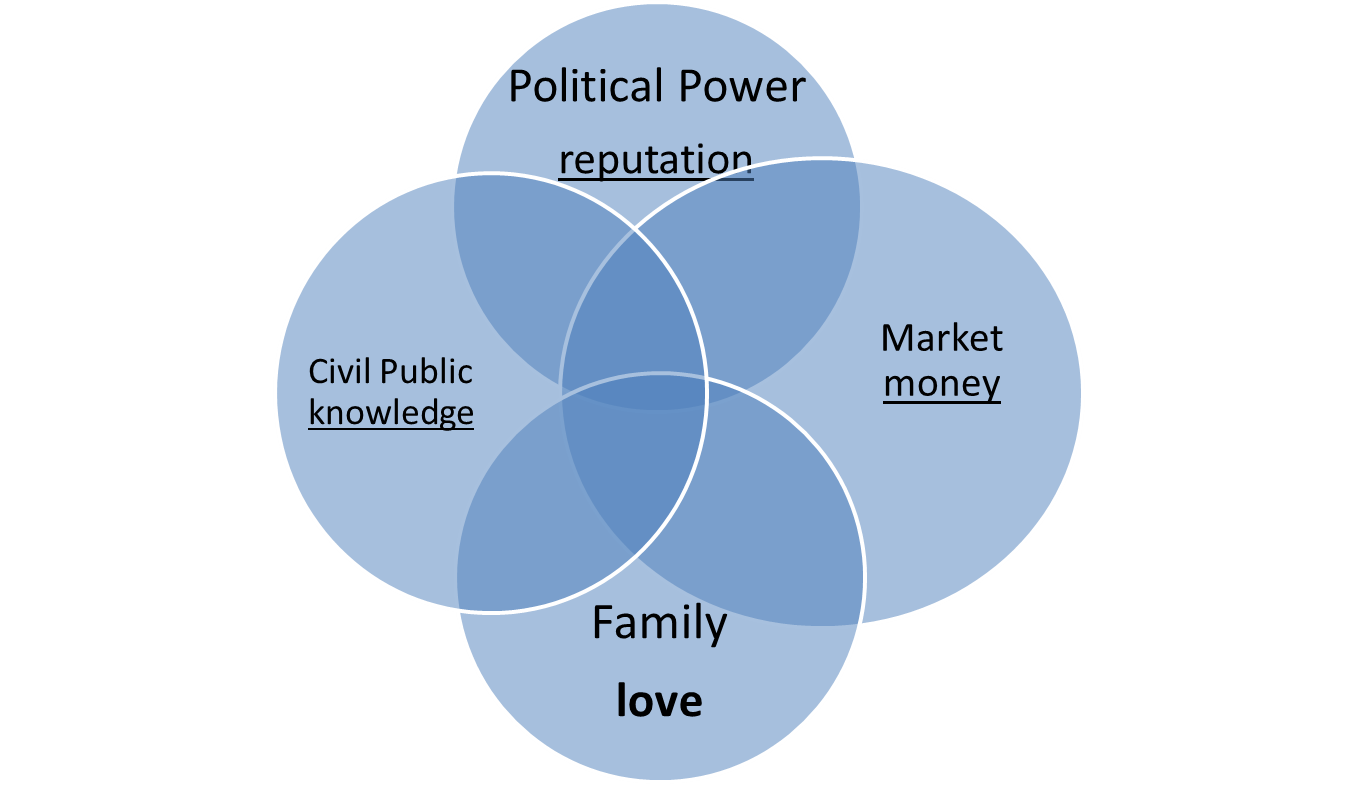 Political Power
reputation
Civil Public
knowledge
Market
money
Family
love